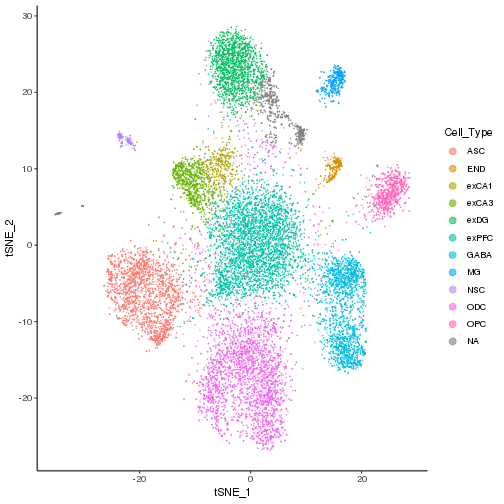 30
20
10
0
-10
-20
-20
0
20
tSNE_1
tSNE_2
Cell_Type
ASC
END
exCA1
exCA3
exDG
exPFC
GABA
MG
NSC
ODC
OPC
NA